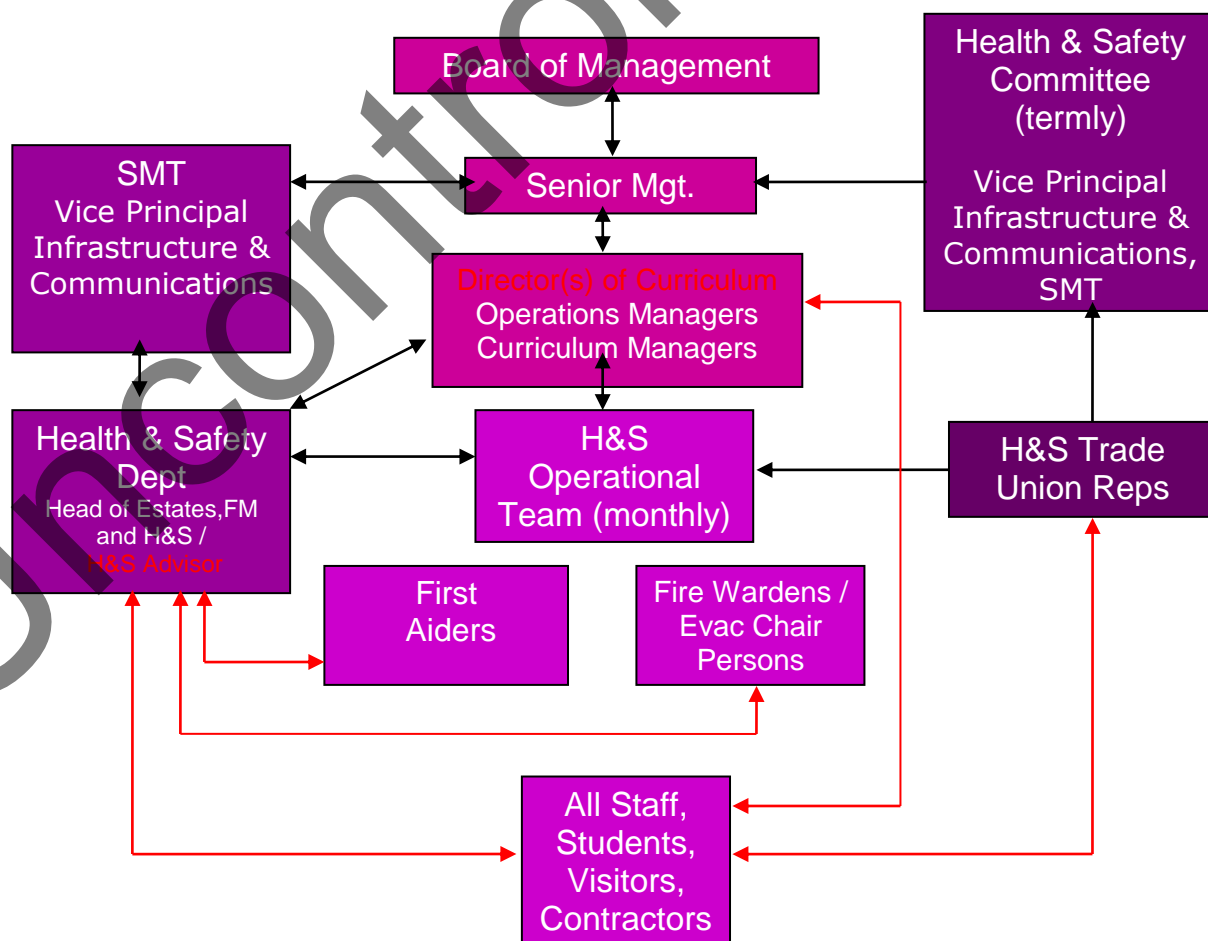 Board of Management
Health & Safety
Committee
(termly)
Vice Principal
Infrastructure &
Communications,
SMT
SMT
Vice Principal
Infrastructure &
Communications
Senior Mgt.
Director(s) of Curriculum
Operations Managers
Curriculum Managers
Health & Safety
Dept
Head of Estates,FM
and H&S /
H&S Advisor
H&S
Operational
Team (monthly)
H&S Trade
Union Reps
First
Aiders
Fire Wardens /
Evac Chair
Persons
All Staff,
Students,
Visitors,
Contractors